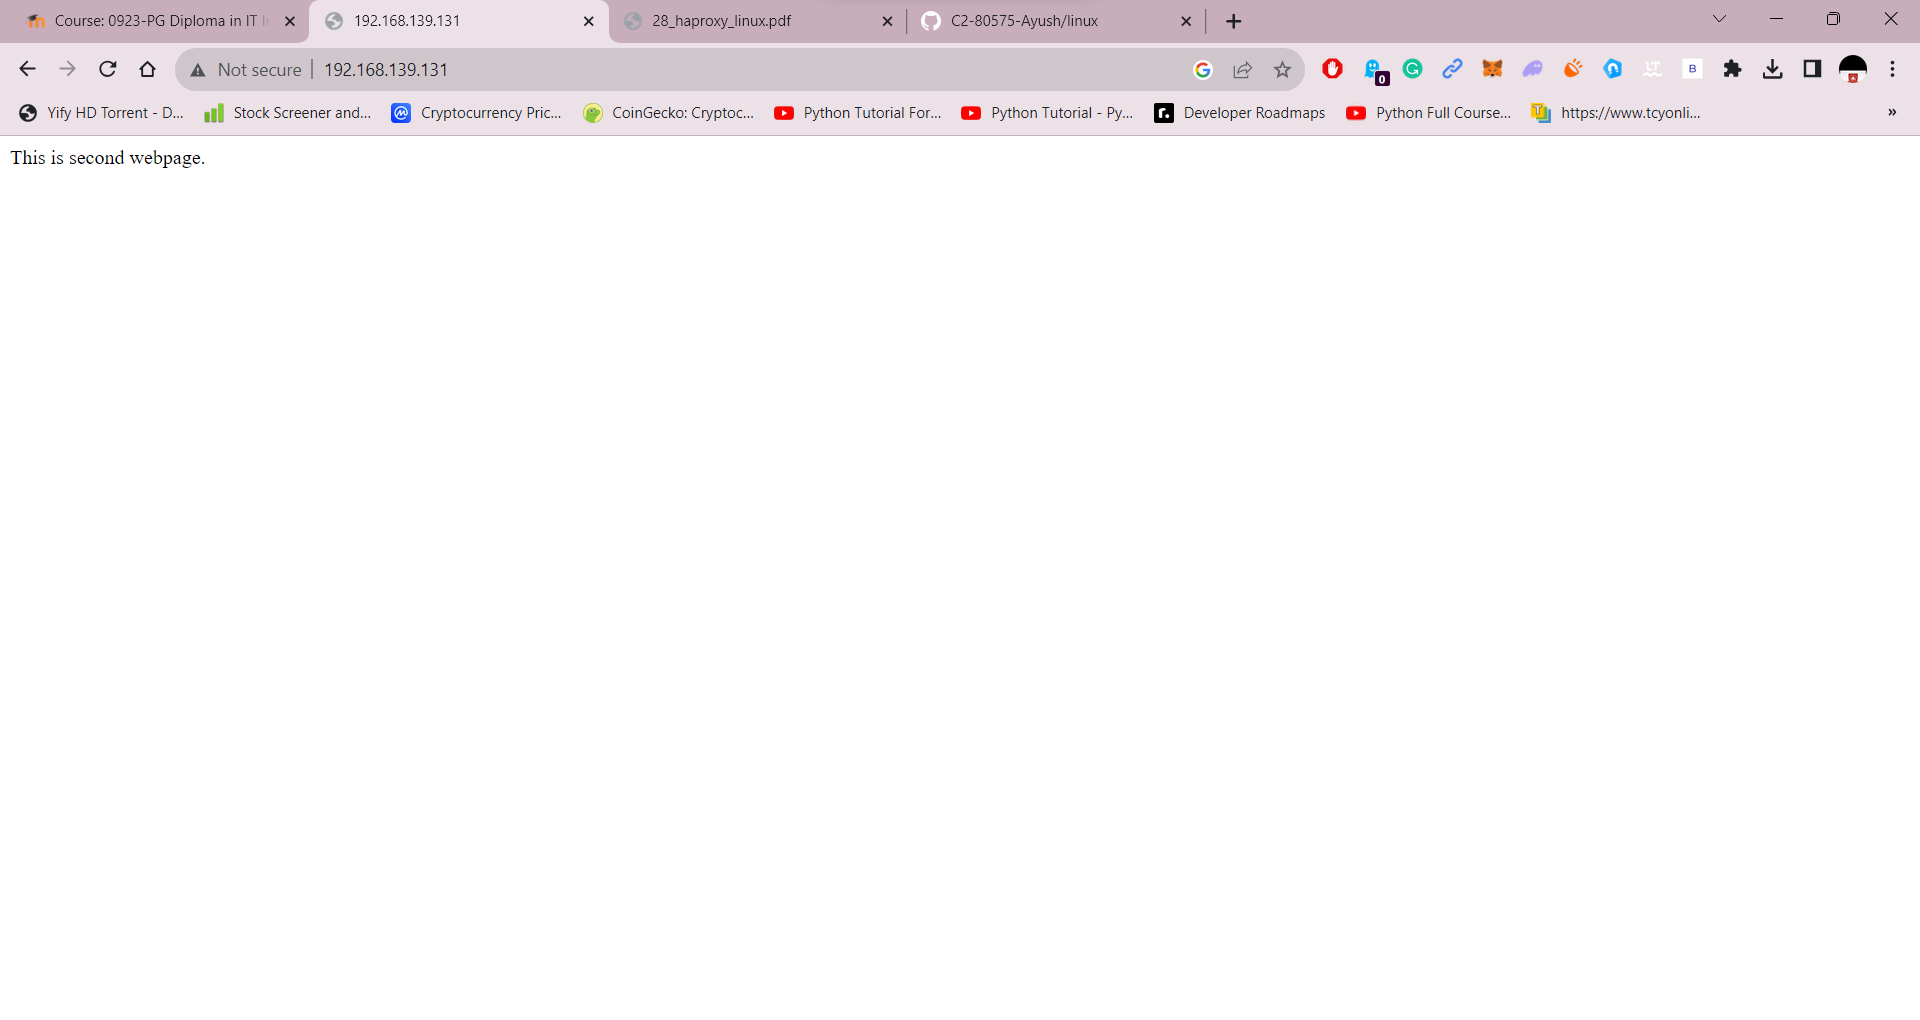 Course: 0923-PG Diploma in IT
192.168.139.131
28_haproxy_linux.pdf
C2-80575-Ayush/linux
Not secure
192.168.139.131
G
0
G
LT
B
Yify HD Torrent - D...
Stock Screener and...
Cryptocurrency Pric...
CoinGecko: Cryptoc...
Python Tutorial For...
Python Tutorial - Py...
r.
Developer Roadmaps
Python Full Course...
https://www.tcyonli...
»
This is second webpage.